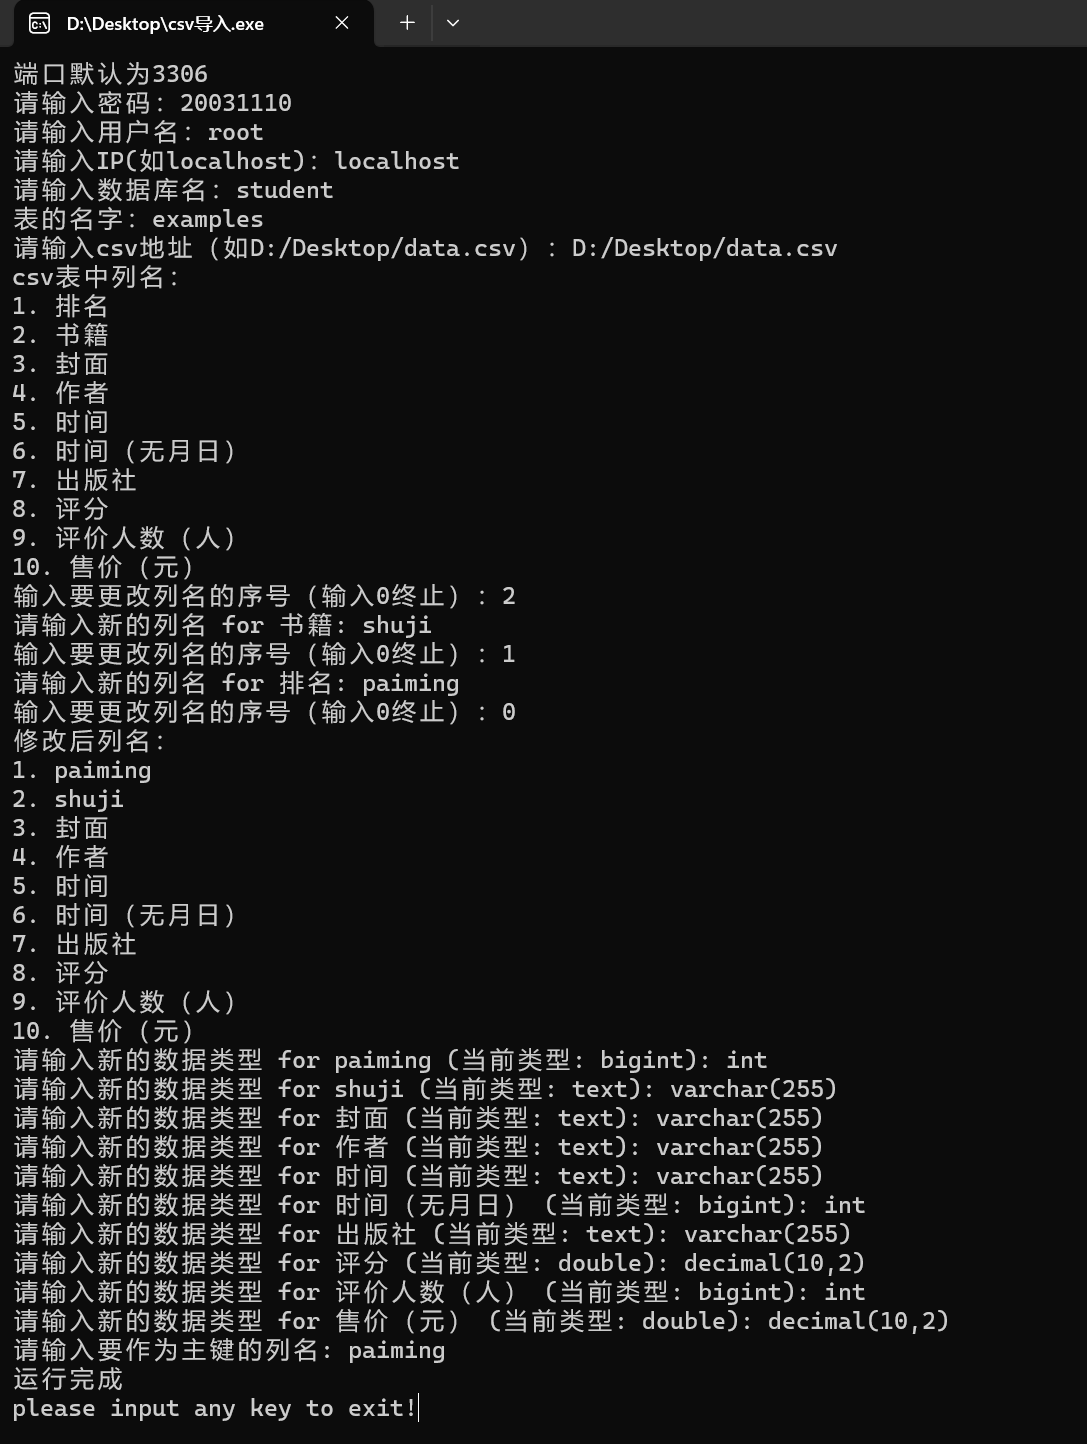 D:\Desktop\csv导入.exe
端口默认为3306
请输入密码：20031110
请输入用户名：root
请输入IP(如localhost)：localhost
请输入数据库名：student
表的名字：examples
请输入csv地址（如D:/Desktop/data.csv）：D:/Desktop/data.csv
csv表中列名：
1. 排名
2. 书籍
3. 封面
4. 作者
5. 时间
6. 时间（无月日）
7. 出版社
8. 评分
9. 评价人数（人）
10. 售价（元）
输入要更改列名的序号（输入0终止）：2
请输入新的列名 for 书籍: shuji
输入要更改列名的序号（输入0终止）：1
请输入新的列名 for 排名: paiming
输入要更改列名的序号（输入0终止）：0
修改后列名：
1. paiming
2. shuji
3. 封面
4. 作者
5. 时间
6. 时间（无月日）
7. 出版社
8. 评分
9. 评价人数（人）
10. 售价（元）
请输入新的数据类型 for paiming (当前类型: bigint): int
请输入新的数据类型 for shuji (当前类型: text): varchar(255)
请输入新的数据类型 for 封面 (当前类型: text): varchar(255)
请输入新的数据类型 for 作者 (当前类型: text): varchar(255)
请输入新的数据类型 for 时间 (当前类型: text): varchar(255)
请输入新的数据类型 for 时间（无月日） (当前类型: bigint): int
请输入新的数据类型 for 出版社 (当前类型: text): varchar(255)
请输入新的数据类型 for 评分 (当前类型: double): decimal(10,2)
请输入新的数据类型 for 评价人数（人） (当前类型: bigint): int
请输入新的数据类型 for 售价（元） (当前类型: double): decimal(10,2)
请输入要作为主键的列名: paiming
运行完成
please input any key to exit!